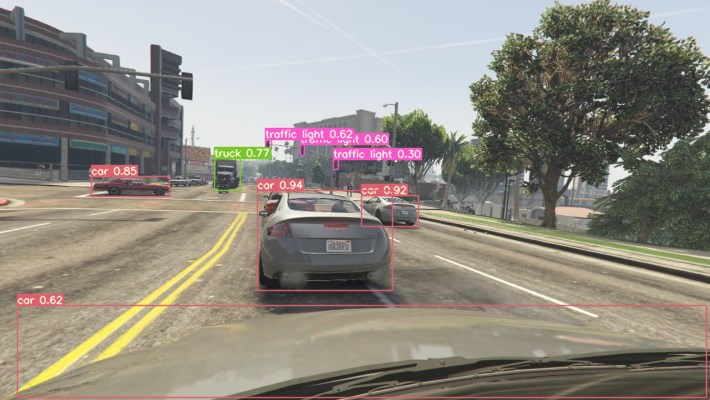 traffic light 0.62
traffic light 0.60
truck 0.77
traffic light 0.30
car 0.85
car 0.94
car 0.92
car 0.62